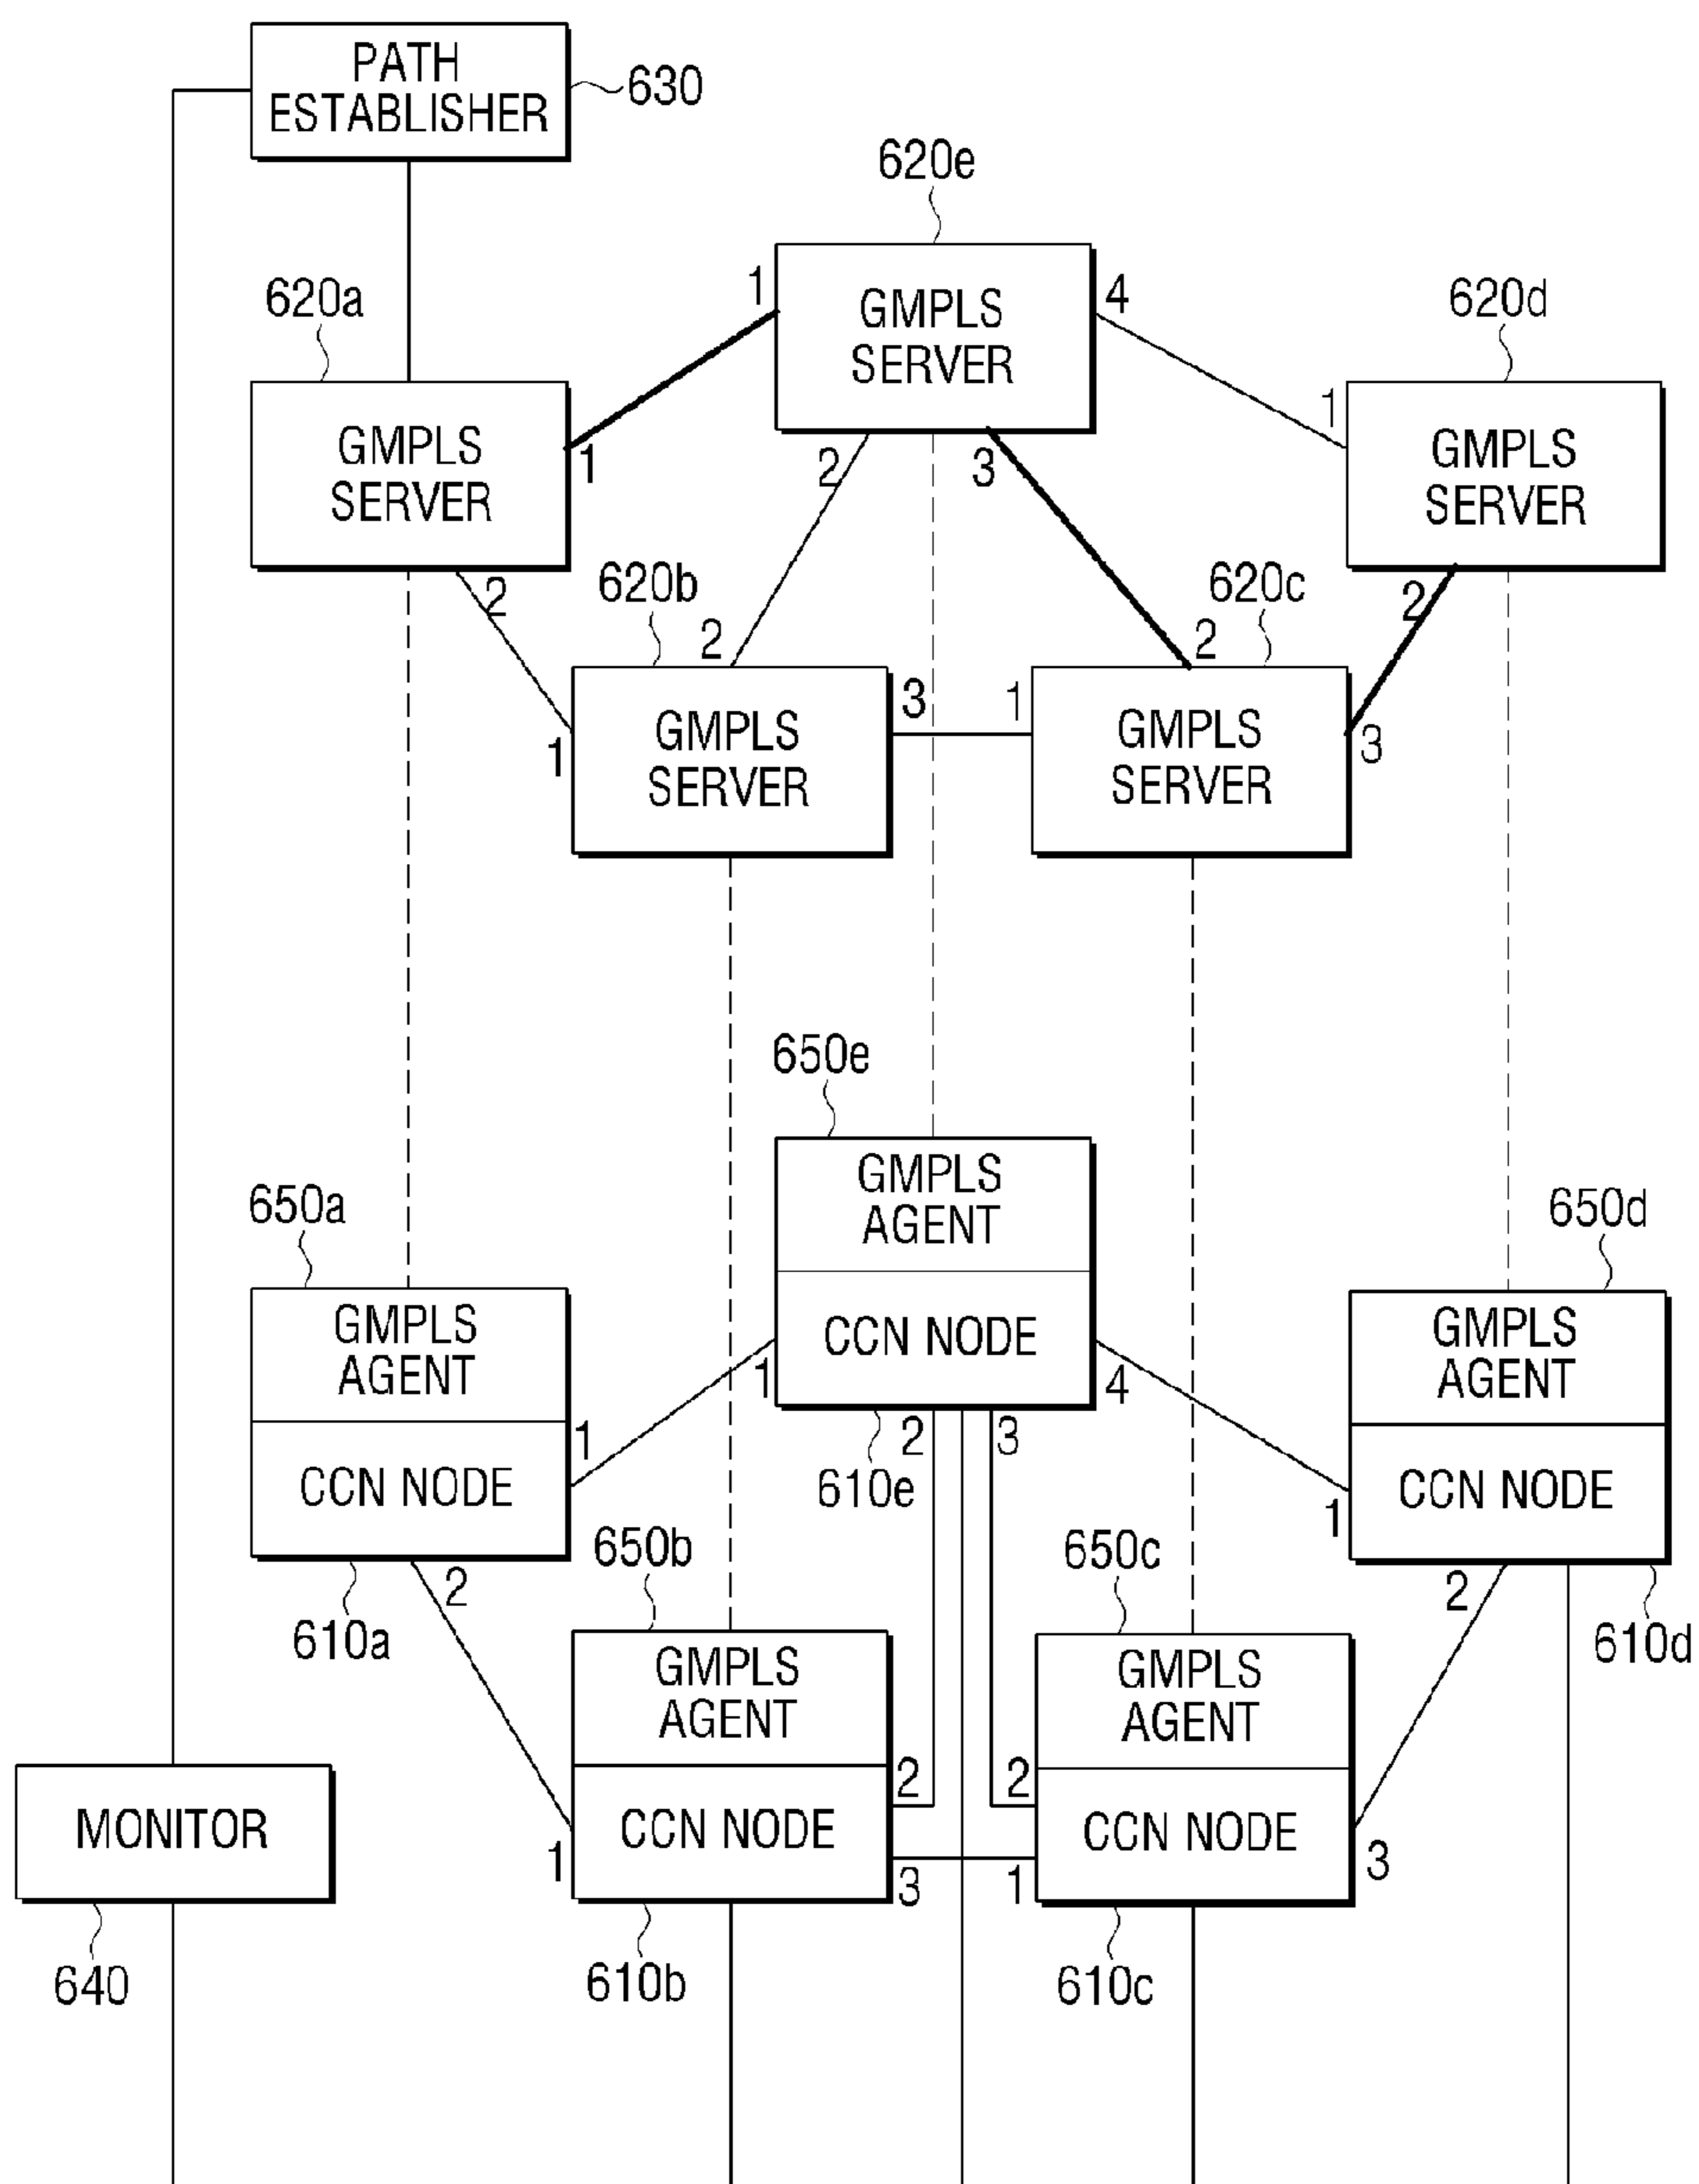 PATH
ESTABLISHER
630
620e
620a
620d
1
GMPLS
SERVER
4
1
GMPLS
SERVER
1
GMPLS
SERVER
2
3
2
620b
620c
2
2
2
3
1
3
1
GMPLS
SERVER
GMPLS
SERVER
650e
650a
650d
GMPLS
AGENT
CCN NODE
GMPLS
AGENT
CCN NODE
GMPLS
AGENT
CCN NODE
1
4
1
2
3
1
610e
650b
650c
2
2
610a
610d
GMPLS
AGENT
CCN NODE
GMPLS
AGENT
CCN NODE
2
2
MONITOR
1
3
1
3
640
610b
610c